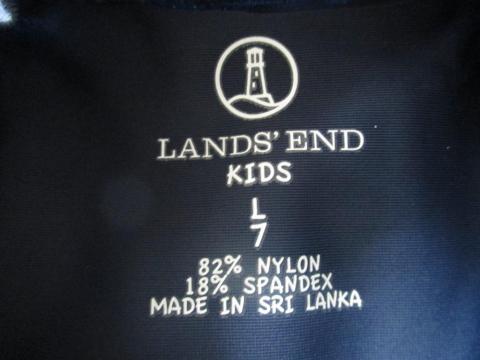 LANDS' END
KIDS
L
7
82% NYLON
18% SPANDEX
MADE IN SRI LANKA